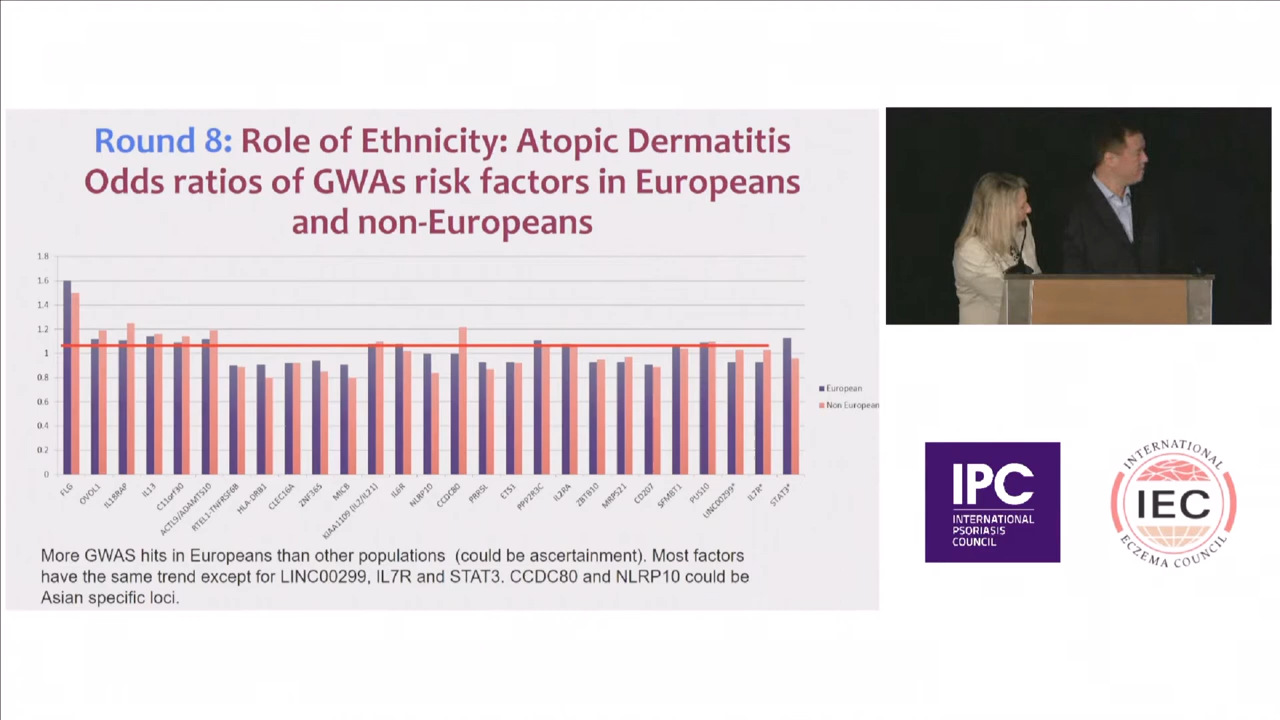 Round 8: Role of Ethnicity: Atopic Dermatitis
Odds ratios of GWAs risk factors in Europeans
and non-Europeans
1.8
1.6
1.4
1.2
1
0.8
0.6
0.4
0.2
0
FLG
OVOL1
IL18RAP
IL13
C11orf30
ACTL9/ADAMTS10
RTEL1-TNFRSF6B
HLA-DRB1
CLEC16A
ZNF365
MICB
KIAA1109 (IL2/IL21)
IL6R
NLRP10
CCDC80
PRR5L
ETS1
PPP2R3C
IL2RA
ZBTB10
MRPS21
CD207
SFMBT1
PUS10
LINC00299*
IL7R*
STAT3*
European
Non European
More GWAS hits in Europeans than other populations (could be ascertainment). Most factors
have the same trend except for LINC00299, IL7R and STAT3. CCDC80 and NLRP10 could be
Asian specific loci.
IPC
INTERNATIONAL
PSORIASIS
COUNCIL
INTERNATIONAL
IEC
ECZEMA COUNCIL